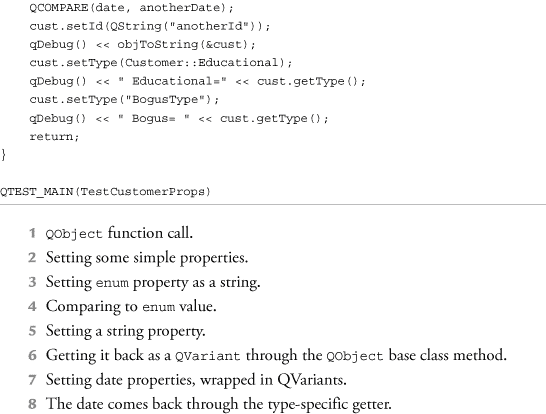 QCOMPARE(date, anotherDate);
cust.setId(QString("anotherId"));
qDebug() << objToString(&cust);
cust.setType(Customer::Educational);
qDebug() << " Educational=" << cust.getType();
cust.setType("BogusType");
qDebug() << " Bogus= " << cust.getType();
return;
}
QTEST_MAIN(TestCustomerProps)
1 QObject function call.
2 Setting some simple properties.
3 Setting enum property as a string.
4 Comparing to enum value.
5 Setting a string property.
6 Getting it back as a QVariant through the QObject base class method.
7 Setting date properties, wrapped in QVariants.
8 The date comes back through the type-specific getter.